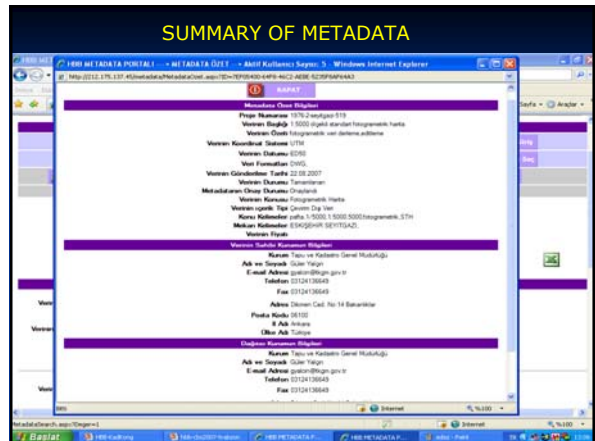 SUMMARY OF METADATA
HBB METADATA PORTALI ---> METADATA ÖZET ---> Aktif Kullanıcı Sayısı: 5 - Windows Internet Explorer
KAPAT
Metadata Özet Bilgileri
Proje Numarası 1976-2-seyitgazi-519
Verinin Başlığı 1:5000 ölçekli standart fotogrametrik harita
Verinin Özeti fotogrametrik veri derleme,editleme
Verinin Koordinat Sistemi UTM
Verinin Datumu ED50
Veri Formatları DWG,
Verinin Gönderilme Tarihi 22.08.2007
Verinin Durumu Tamamlanan
Metadatanın Onay Durumu Onaylandı
Verinin Konusu Fotogrametrik Harita
Verinin içerik Tipi Çevrim Dışı Veri
Konu Kelimeler pafta,1/5000,1:5000,5000,fotogrametrik,STH
Mekan Kelimeler ESKİŞEHİR,SEYİTGAZİ,
Verinin Fiyatı
Verinin Sahibi Kurumun Bilgileri
Kurum Tapu ve Kadastro Genel Müdürlüğü
Adı ve Soyadı Güler Yalçın
E-mail Adresi gyalcin@tkgm.gov.tr
Telefon 03124136649
Fax 03124136649
Adres Dikmen Cad. No:14 Bakanlıklar
Posta Kodu 06100
İl Adı Ankara
Ülke Adı Türkiye
Dağıtıcı Kurumun Bilgileri
Kurum Tapu ve Kadastro Genel Müdürlüğü
Adı ve Soyadı Güler Yalçın
E-mail Adresi gyalcin@tkgm.gov.tr
Telefon 03124136649
Fax 03124136649
Internet
%100
Sayfa
Araçlar
Internet
%100
Başlat